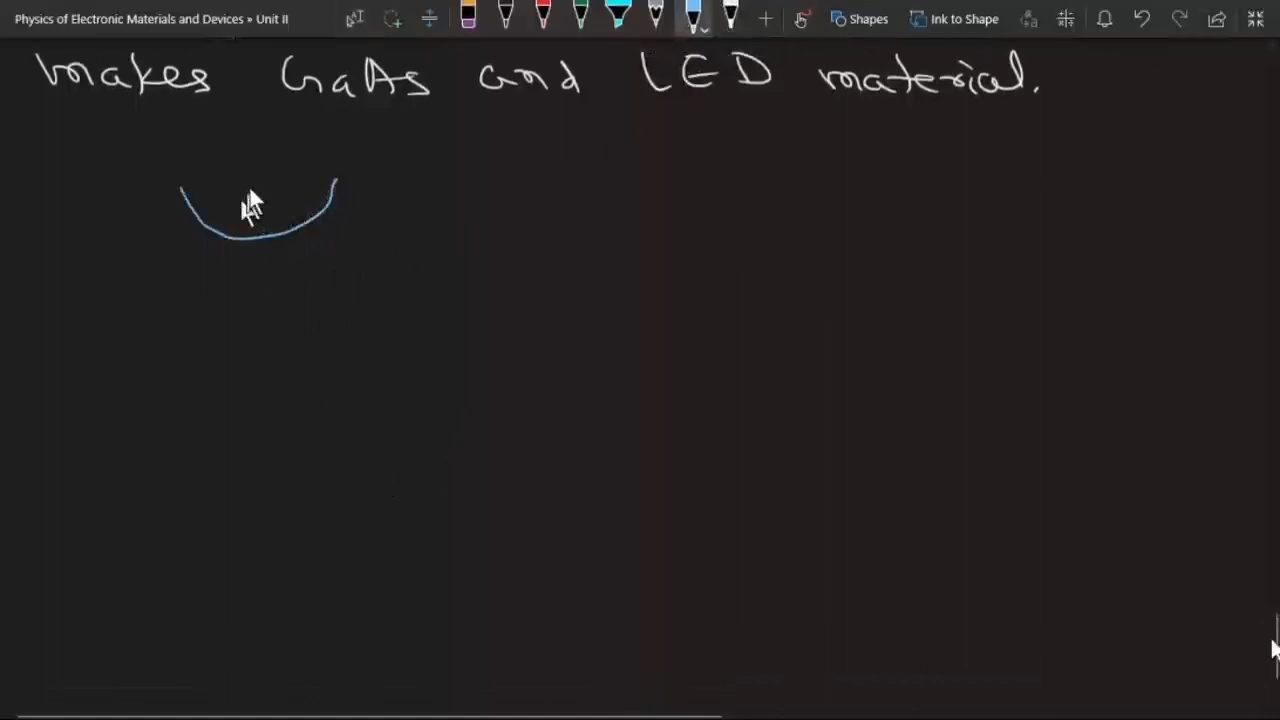 Physics of Electronic Materials and Devices » Unit II
Shapes
Ink to Shape
makes GaAs and LED material.